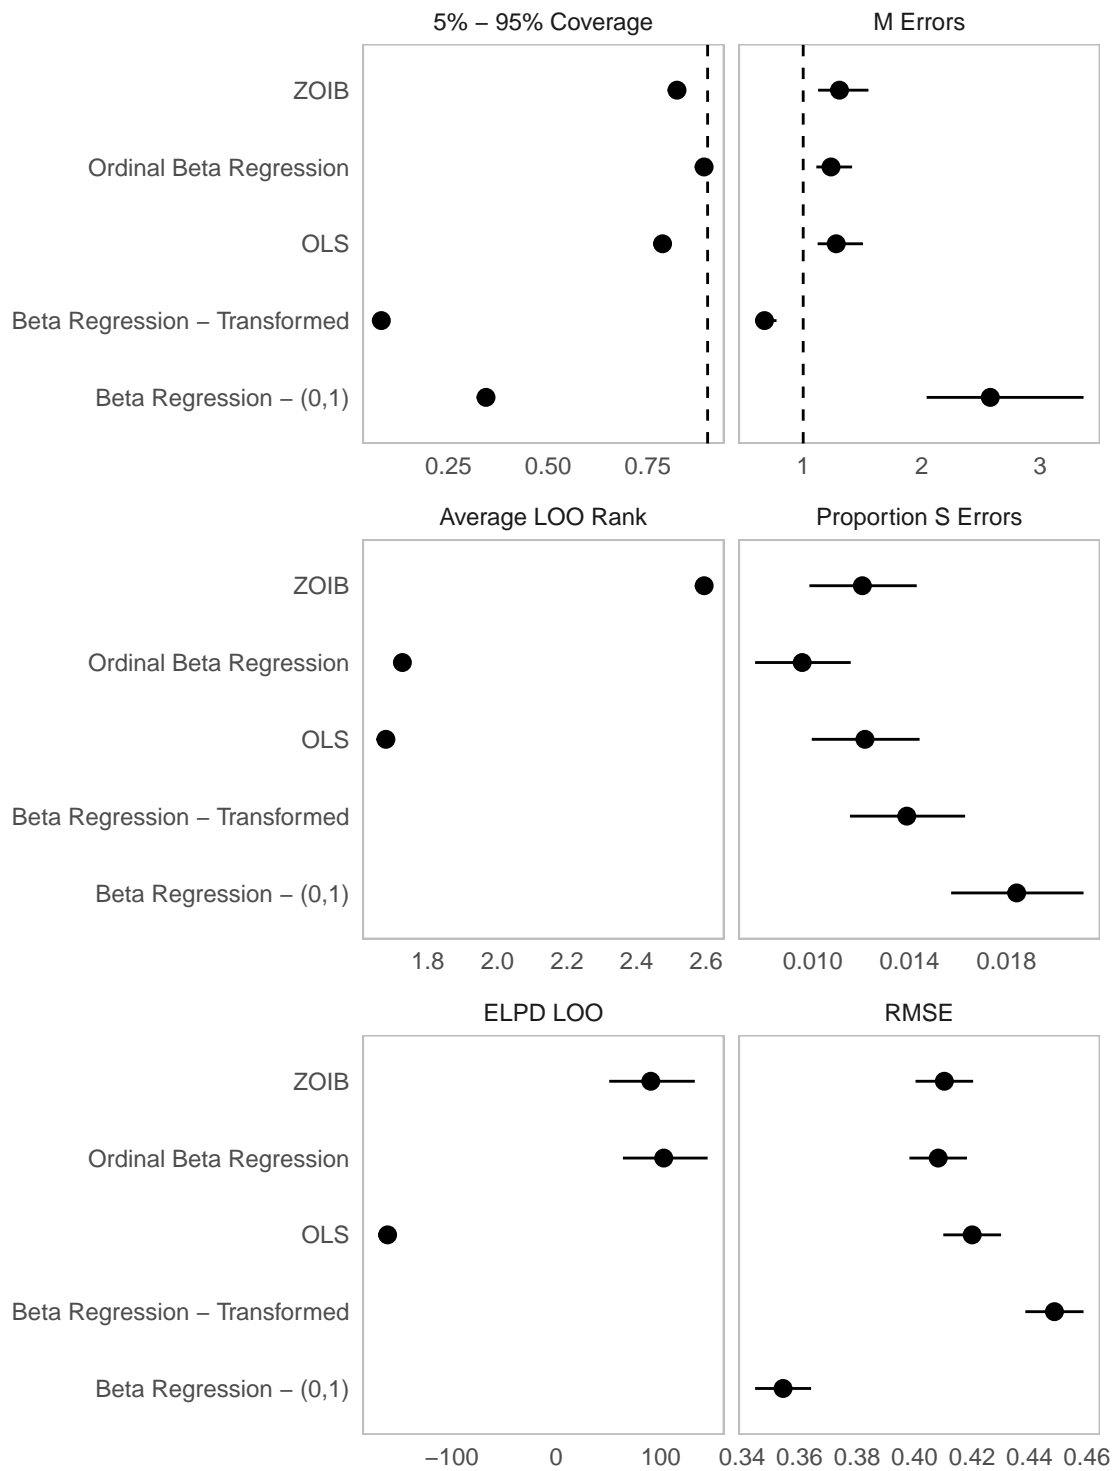 5% – 95% Coverage
M Errors
ZOIB
Ordinal Beta Regression
OLS
Beta Regression – Transformed
Beta Regression – (0,1)
0.25 0.50 0.75
1 2 3
Average LOO Rank
Proportion S Errors
ZOIB
Ordinal Beta Regression
OLS
Beta Regression – Transformed
Beta Regression – (0,1)
1.8 2.0 2.2 2.4 2.6
0.010 0.014 0.018
ELPD LOO
RMSE
ZOIB
Ordinal Beta Regression
OLS
Beta Regression – Transformed
Beta Regression – (0,1)
−100 0 100
0.34 0.36 0.38 0.40 0.42 0.44 0.46